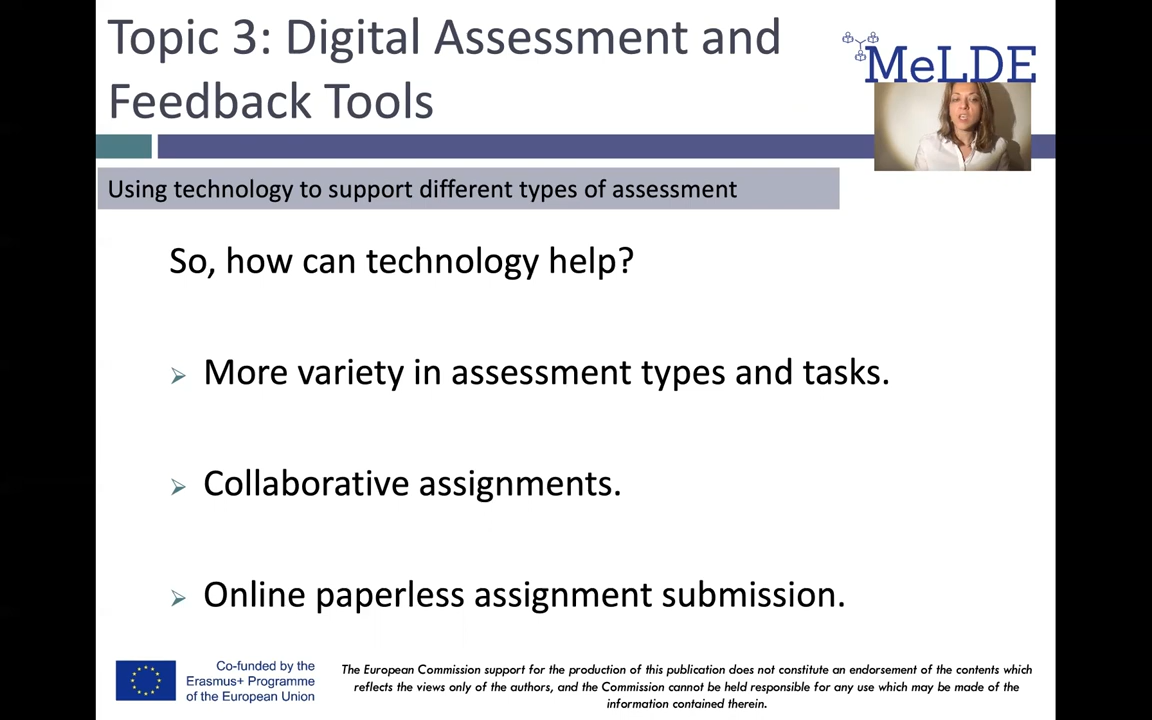 Topic 3: Digital Assessment and
Feedback Tools
MeLDE
Using technology to support different types of assessment
So, how can technology help?
More variety in assessment types and tasks.
Collaborative assignments.
Online paperless assignment submission.
Co-funded by the
Erasmus+ Programme
of the European Union
The European Commission support for the production of this publication does not constitute an endorsement of the contents which
reflects the views only of the authors, and the Commission cannot be held responsible for any use which may be made of the
information contained therein.